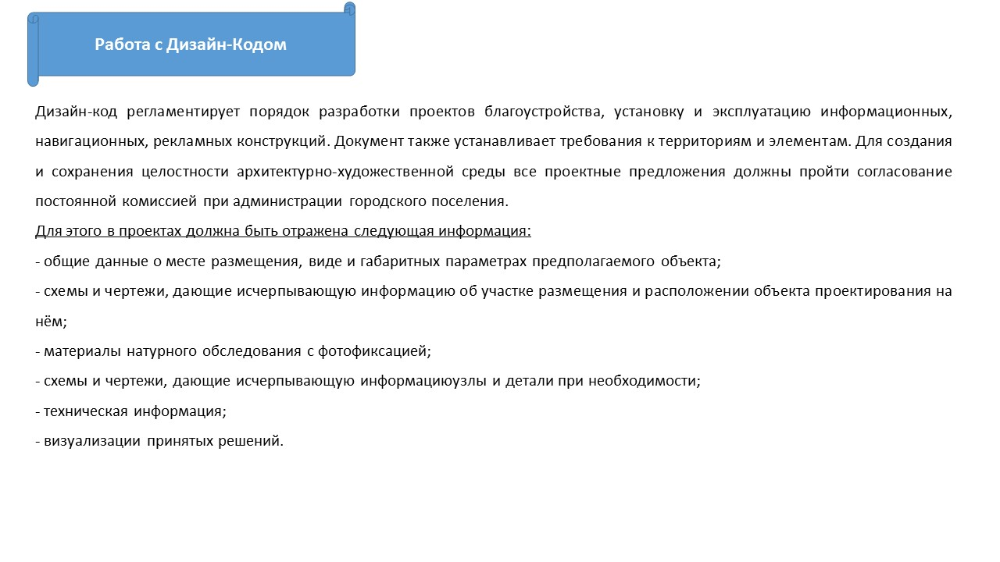 Работа с Дизайн-Кодом
Дизайн-код регламентирует порядок разработки проектов благоустройства, установку и эксплуатацию информационных,
навигационных, рекламных конструкций. Документ также устанавливает требования к территориям и элементам. Для создания
и сохранения целостности архитектурно-художественной среды все проектные предложения должны пройти согласование
постоянной комиссией при администрации городского поселения.
Для этого в проектах должна быть отражена следующая информация:
- общие данные о месте размещения, виде и габаритных параметрах предполагаемого объекта;
- схемы и чертежи, дающие исчерпывающую информацию об участке размещения и расположении объекта проектирования на
нём;
- материалы натурного обследования с фотофиксацией;
- схемы и чертежи, дающие исчерпывающую информациюузлы и детали при необходимости;
- техническая информация;
- визуализации принятых решений.